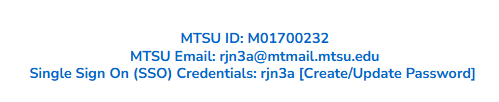 MTSU ID: M01700232
MTSU Email: rjn3a@mtmail.mtsu.edu
Single Sign On (SSO) Credentials: rjn3a [Create/Update Password]